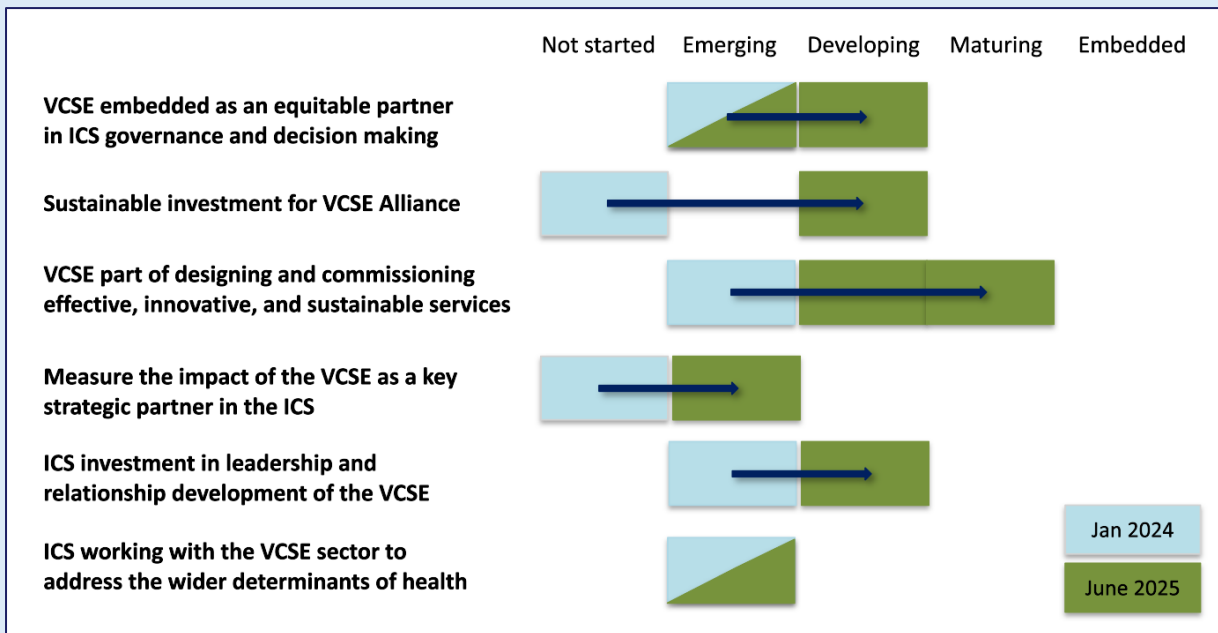 Not started Emerging Developing Maturing Embedded
VCSE embedded as an equitable partner
in ICS governance and decision making
Sustainable investment for VCSE Alliance
VCSE part of designing and commissioning
effective, innovative, and sustainable services
Measure the impact of the VCSE as a key
strategic partner in the ICS
ICS investment in leadership and
relationship development of the VCSE
ICS working with the VCSE sector to
address the wider determinants of health
Jan 2024
June 2025